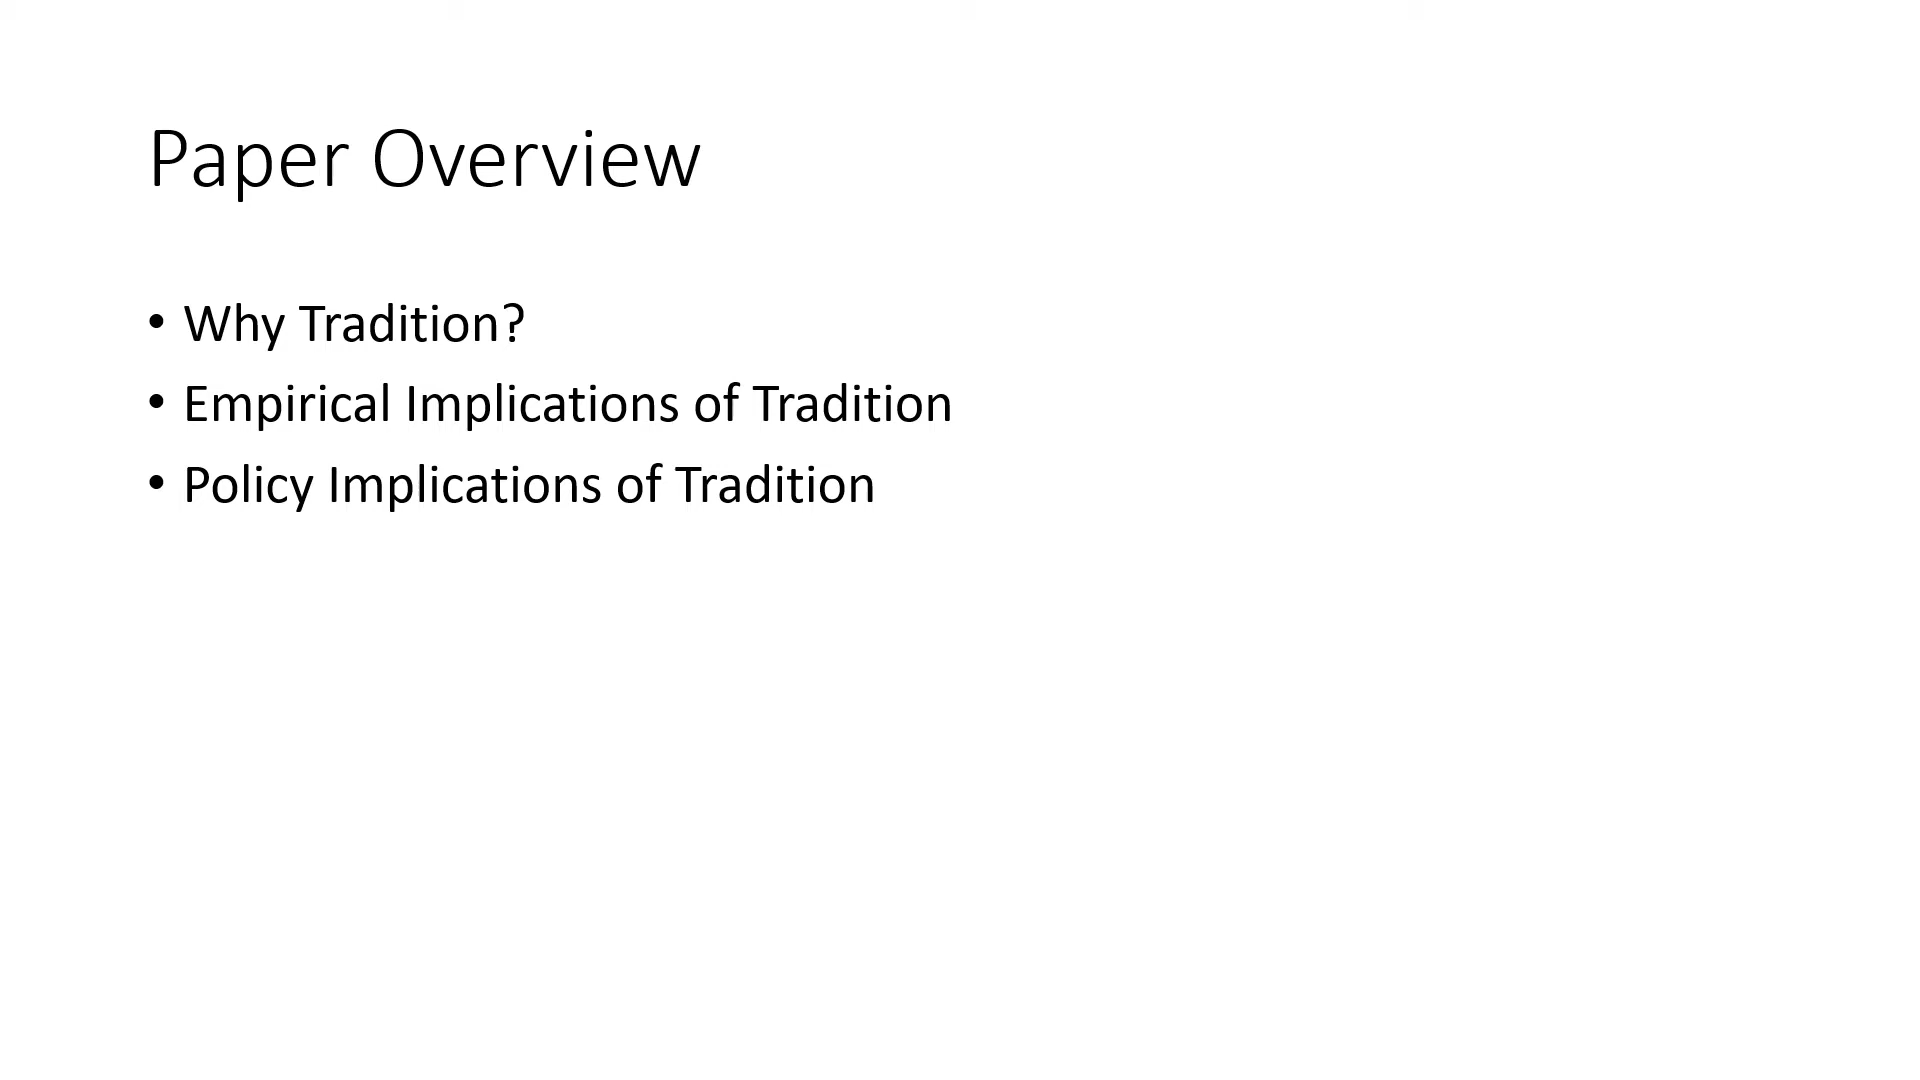 Paper Overview
• Why Tradition?
• Empirical Implications of Tradition
• Policy Implications of Tradition